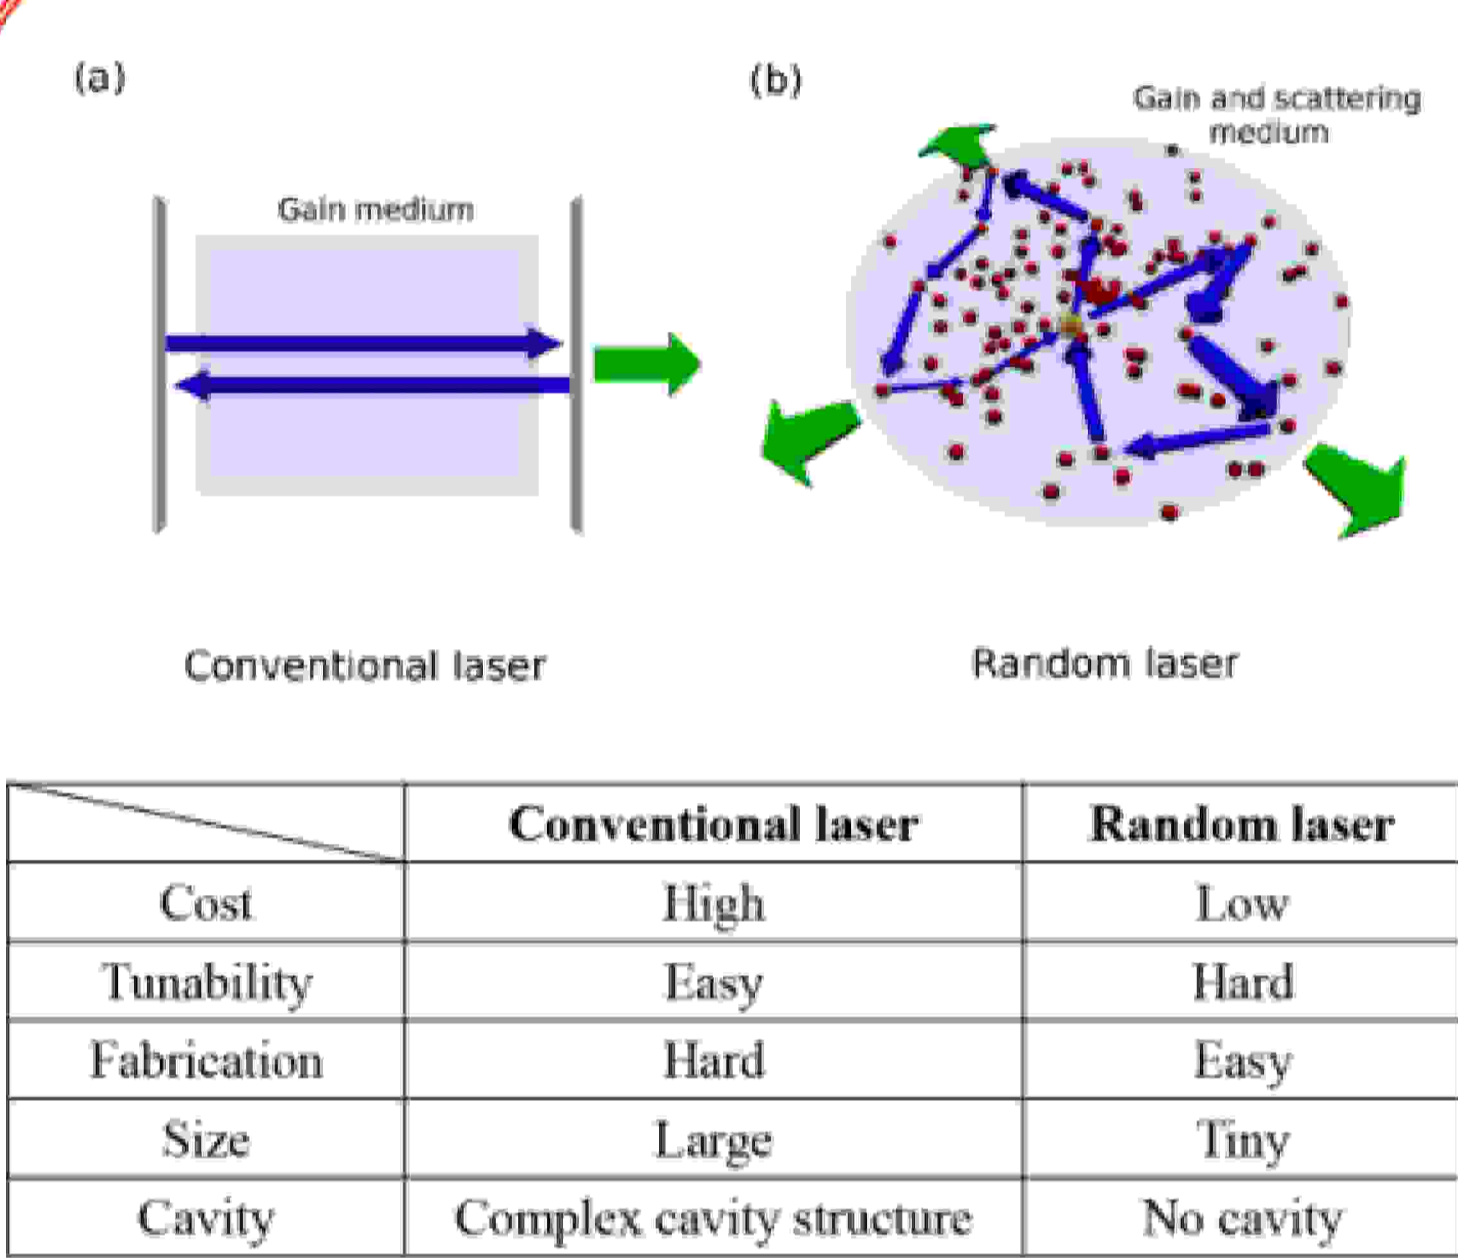 (a)
(b)
Gain and scattering
medium
Gain medium
Conventional laser
Random laser
Conventional laser Random laser
Cost High Low
Tunability Easy Hard
Fabrication Hard Easy
Size Large Tiny
Cavity Complex cavity structure No cavity